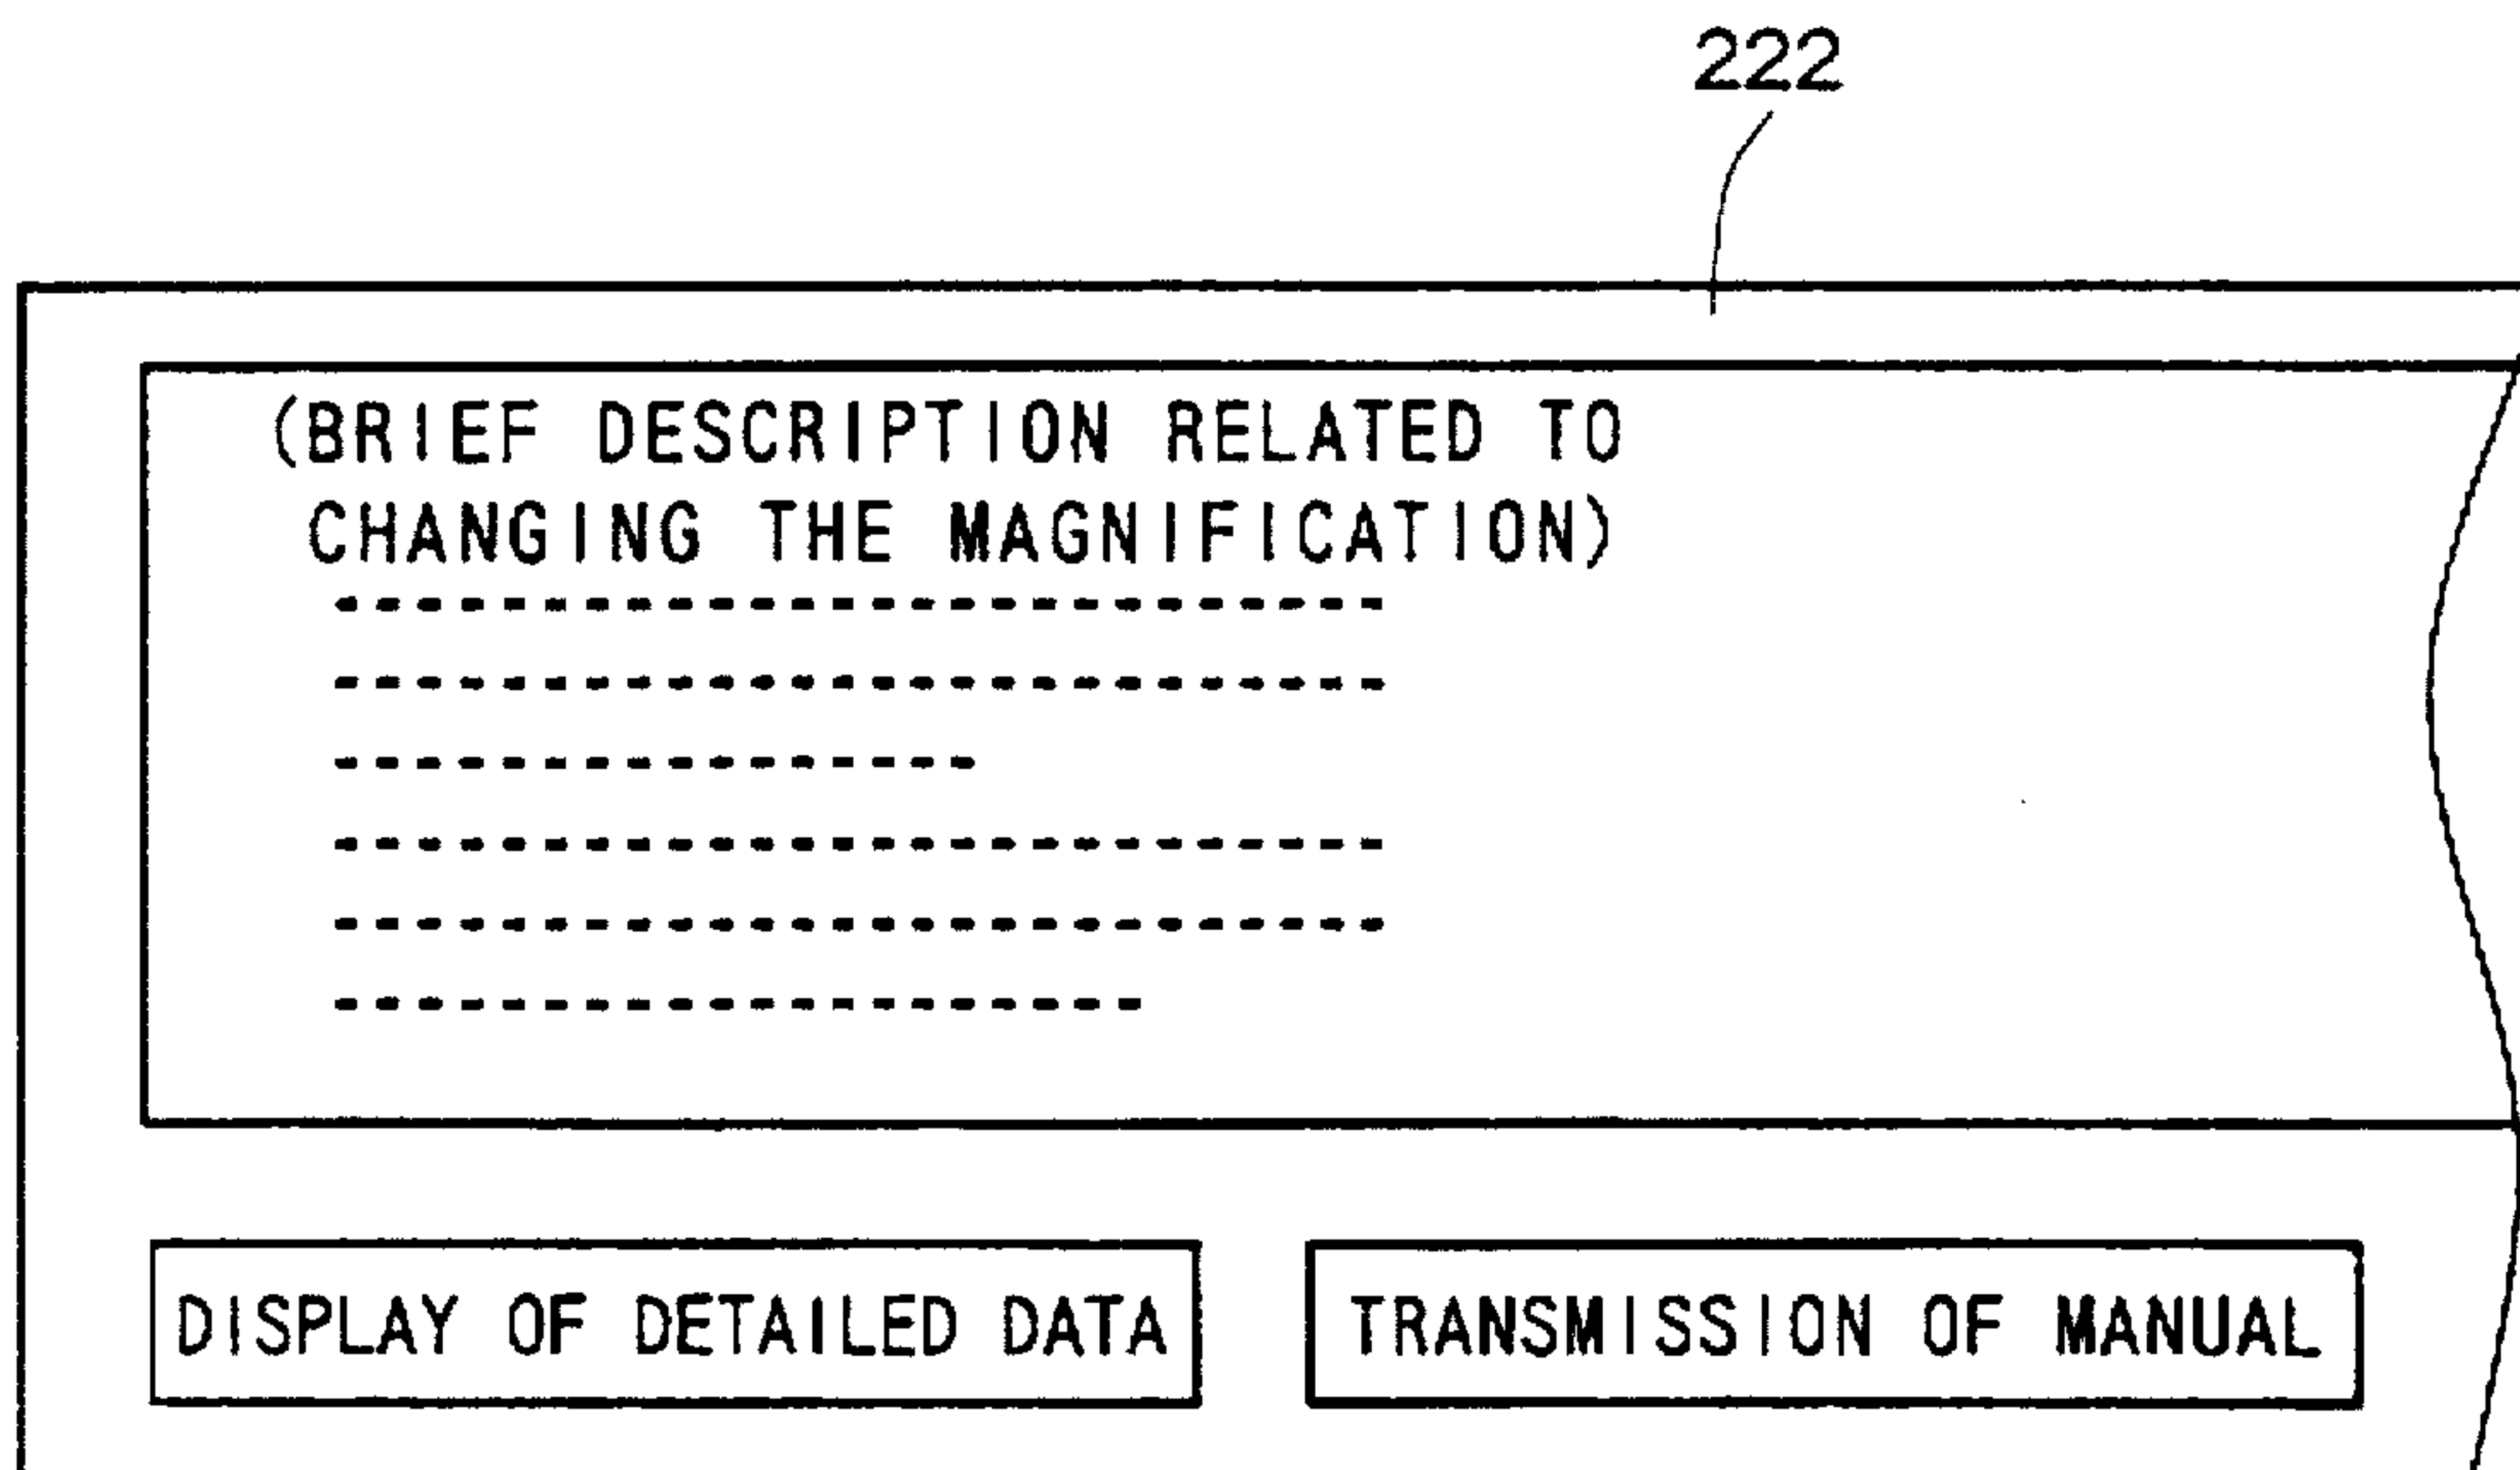 222
(BRIEF DESCRIPTION RELATED TO
CHANGING THE MAGNIFICATION)
DISPLAY OF DETAILED DATA
TRANSMISSION OF MANUAL